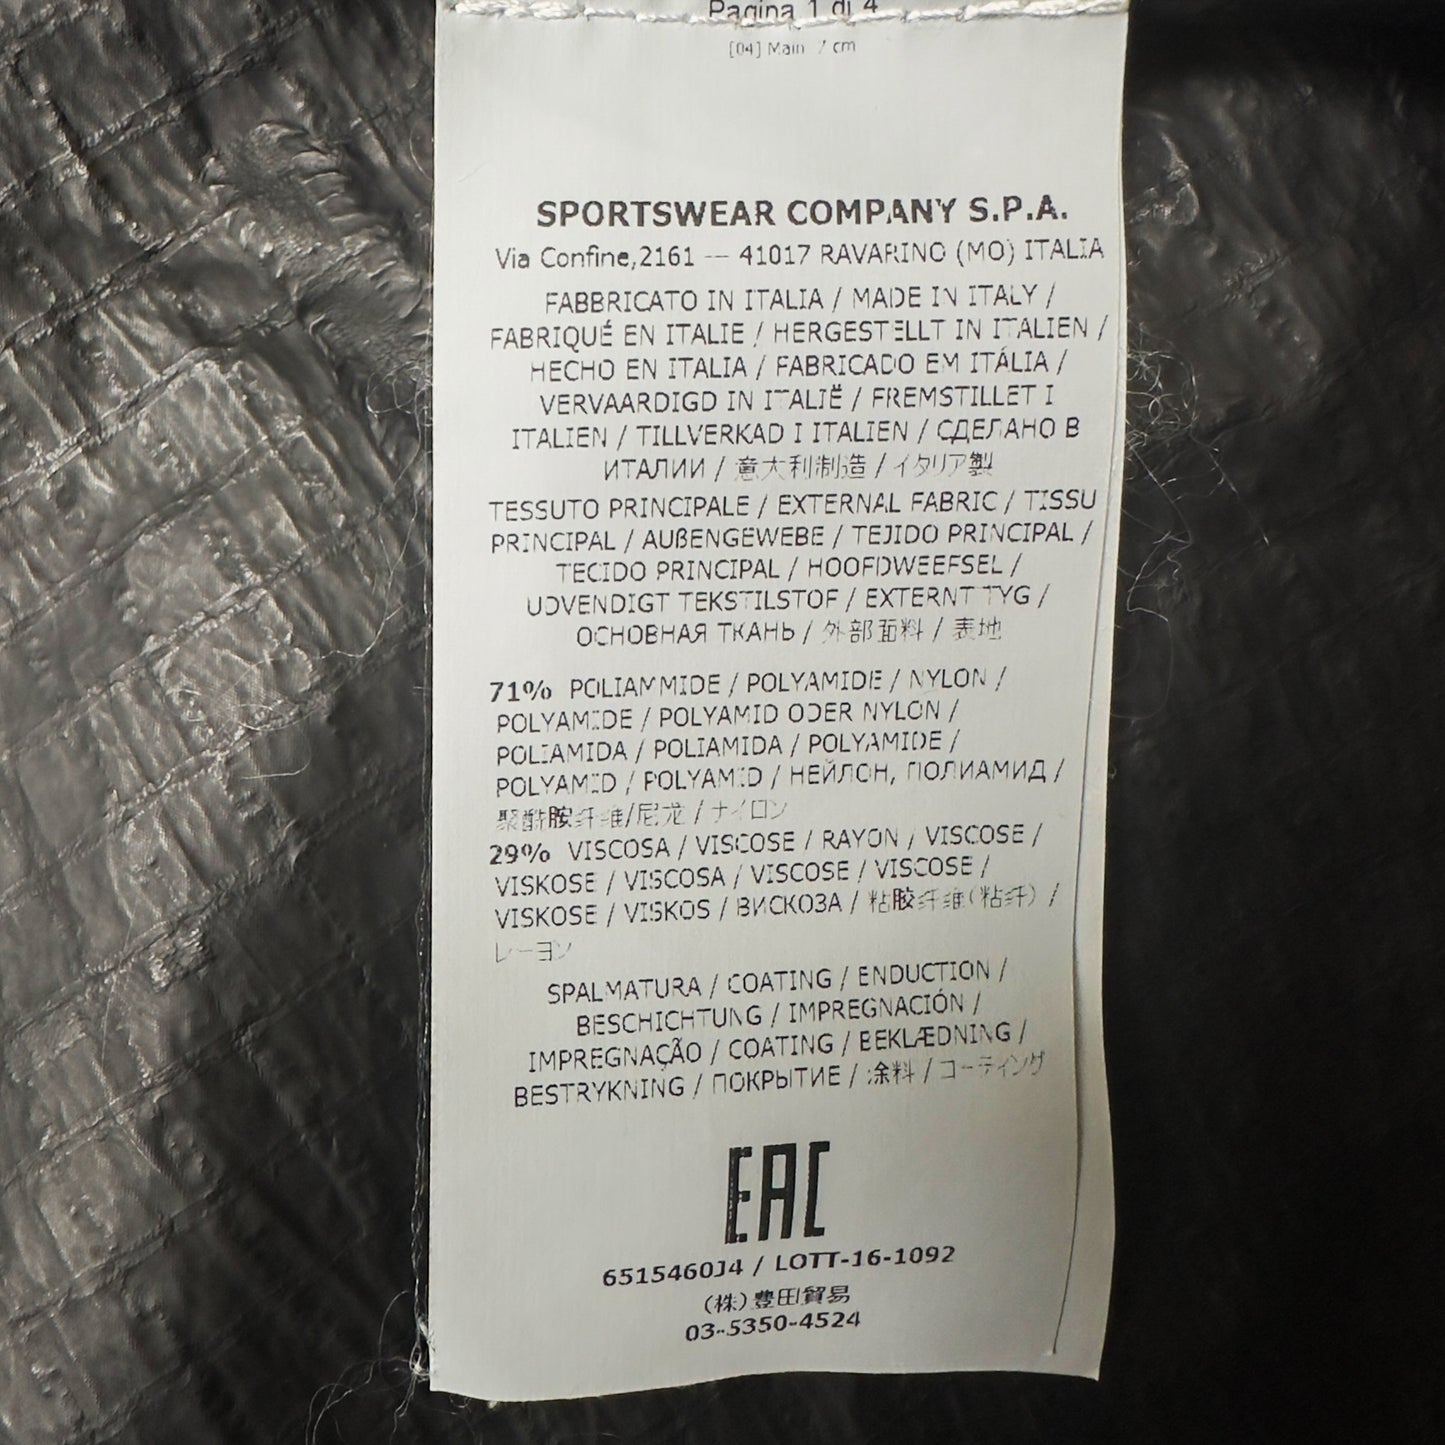 Pagina 1 di 4
[04] Main 7 cm
SPORTSWEAR COMPANY S.P.A.
Via Confine,2161 --- 41017 RAVARINO (MO) ITALIA
FABBRICATO IN ITALIA / MADE IN ITALY /
FABRIQUÉ EN ITALIE / HERGESTELLT IN ITALIEN /
HECHO EN ITALIA / FABRICADO EM ITÁLIA /
VERVAARDIGD IN ITALIË / FREMSTILLET I
ITALIEN / TILLVERKAD I ITALIEN / СДЕЛАНО В
ИТАЛИИ / 意大利制造 / イタリア製
TESSUTO PRINCIPALE / EXTERNAL FABRIC / TISSU
PRINCIPAL / AUßENGEWEBE / TEJIDO PRINCIPAL /
TECIDO PRINCIPAL / HOOFDWEEFSEL /
UDVENDIGT TEKSTILSTOF / EXTERNT TYG /
ОСНОВНАЯ ТКАНЬ / 外部面料 / 表地
71% POLIAMMIDE / POLYAMIDE / NYLON /
POLYAMIDE / POLYAMID ODER NYLON /
POLIAMIDA / POLIAMIDA / POLYAMIDE /
POLYAMID / POLYAMID / НЕЙЛОН, ПОЛИАМИД /
聚酰胺纤维/尼龙 / ナイロン
29% VISCOSA / VISCOSE / RAYON / VISCOSE /
VISKOSE / VISCOSA / VISCOSE / VISCOSE /
VISKOSE / VISKOS / ВИСКОЗА / 粘胶纤维(粘纤) /
レーヨン
SPALMATURA / COATING / ENDUCTION /
BESCHICHTUNG / IMPREGNACIÓN /
IMPREGNAÇÃO / COATING / BEKLÆDNING /
BESTRYKNING / ПОКРЫТИЕ / 涂料 / コーティング
EAC
6515460J4 / LOTT-16-1092
(株)豊田貿易
03-5350-4524